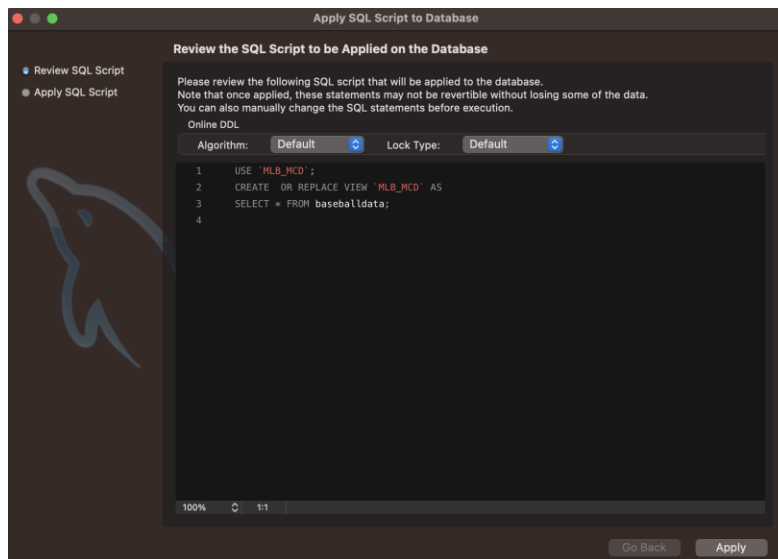 Apply SQL Script to Database
Review the SQL Script to be Applied on the Database
Review SQL Script
Apply SQL Script
Please review the following SQL script that will be applied to the database.
Note that once applied, these statements may not be revertible without losing some of the data.
You can also manually change the SQL statements before execution.
Online DDL
Algorithm: Default Lock Type: Default
1 USE `MLB_MCD`;
2 CREATE  OR REPLACE VIEW `MLB_MCD` AS
3 SELECT * FROM baseballdata;
4
100% 1:1
Go Back Apply